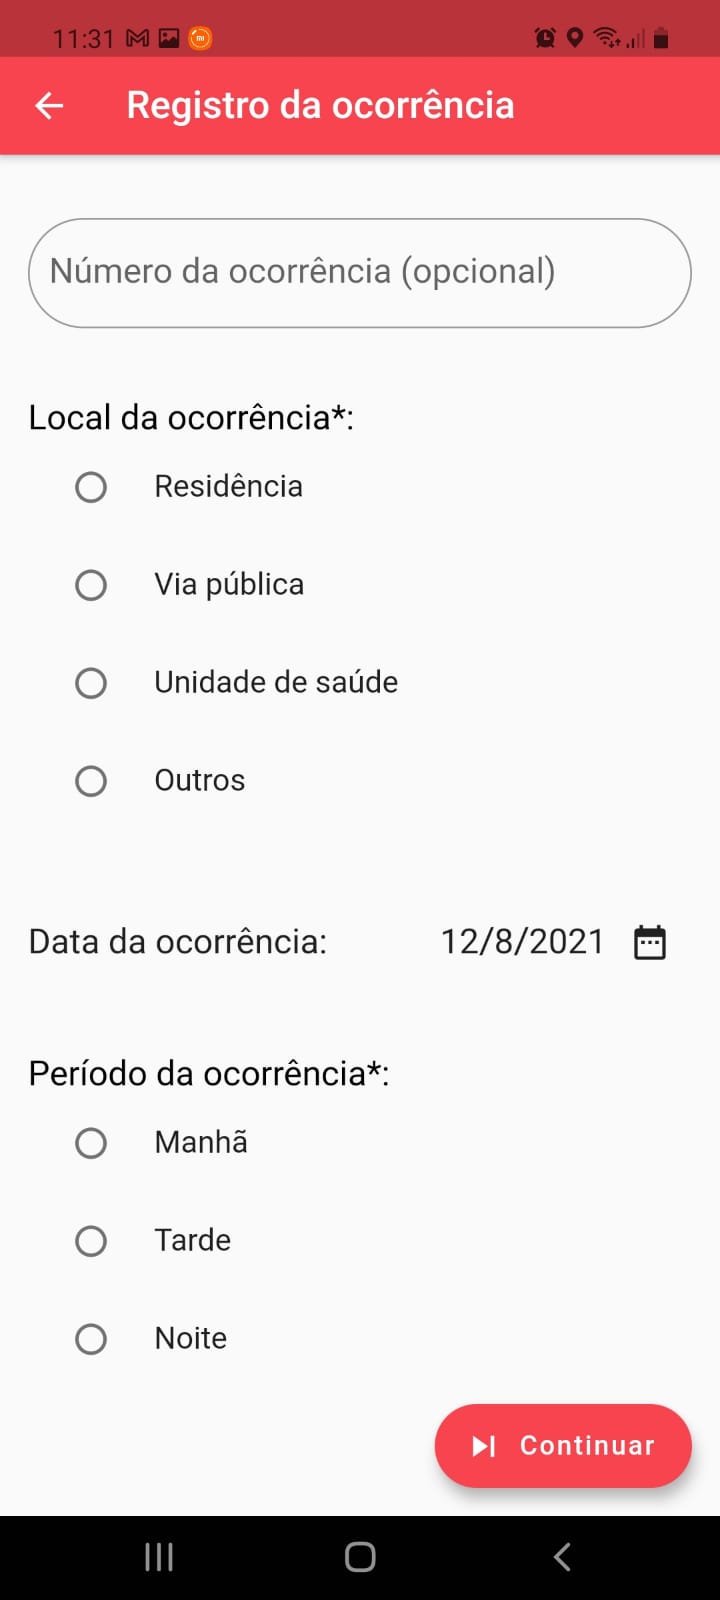 11:31
Registro da ocorrência
Número da ocorrência (opcional)
Local da ocorrência*:
Residência
Via pública
Unidade de saúde
Outros
Data da ocorrência: 12/8/2021
Período da ocorrência*:
Manhã
Tarde
Noite
Continuar